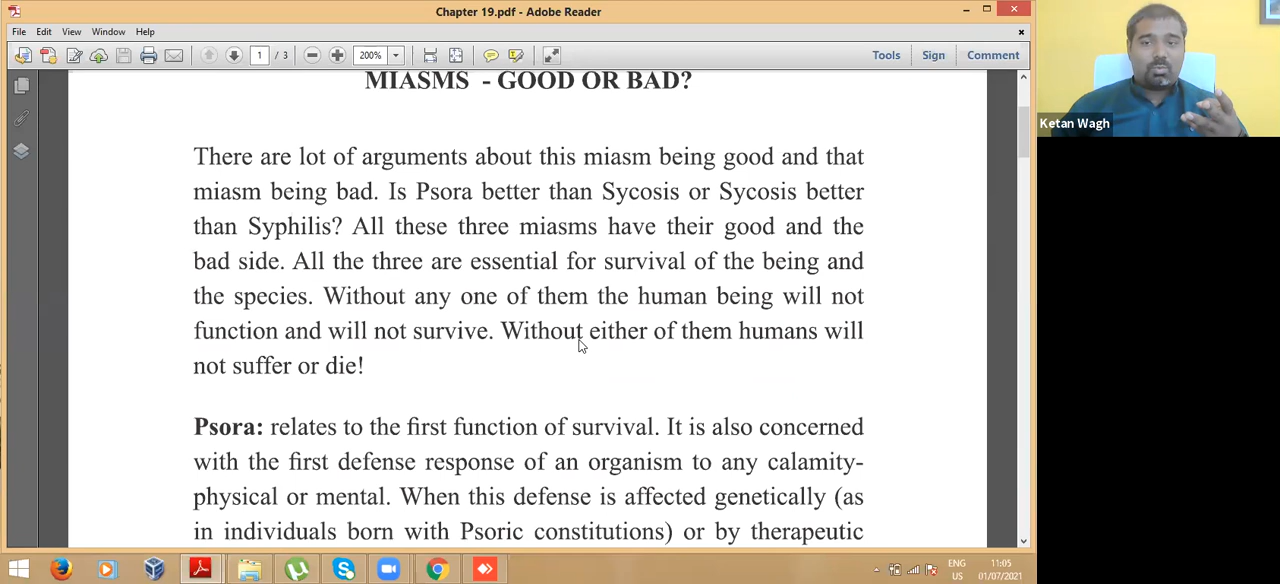 Chapter 19.pdf - Adobe Reader
File Edit View Window Help
1 / 3 200% Tools Sign Comment
MIASMS - GOOD OR BAD?
There are lot of arguments about this miasm being good and that
miasm being bad. Is Psora better than Sycosis or Sycosis better
than Syphilis? All these three miasms have their good and the
bad side. All the three are essential for survival of the being and
the species. Without any one of them the human being will not
function and will not survive. Without either of them humans will
not suffer or die!
Psora: relates to the first function of survival. It is also concerned
with the first defense response of an organism to any calamity-
physical or mental. When this defense is affected genetically (as
in individuals born with Psoric constitutions) or by therapeutic
Ketan Wagh
ENG 11:05
US 01/07/2021